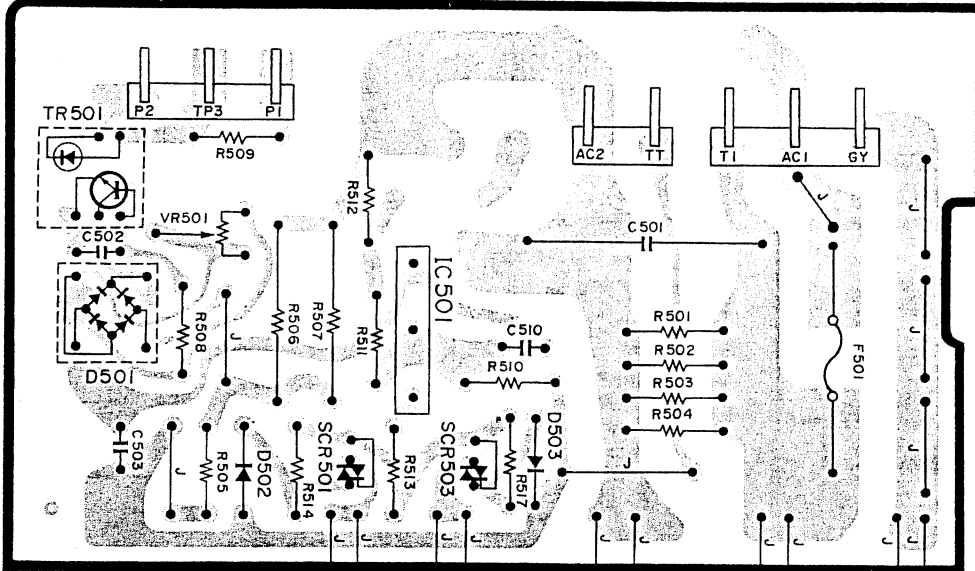 P2 TP3 P1
TR501
R509
AC2 TT
T1 AC1 GY
R512
J
J
VR501
C502
C501
IC501
R501
C510
R508
J
R506
R507
R511
R502
J
F501
R510
R503
D501
R504
C503
J
R505
D502
R514
SCR501
R513
SCR503
R517
D503
J
J
J J J J J J J J J J